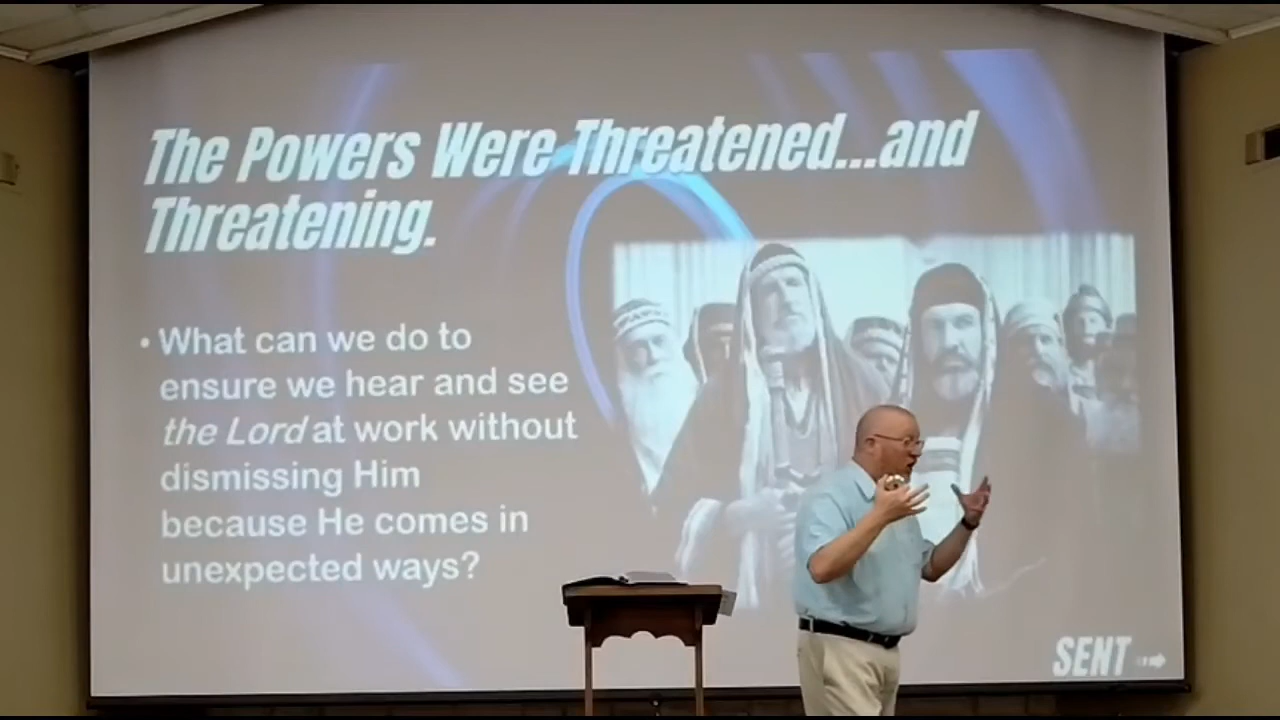 The Powers Were Threatened...and
Threatening.
• What can we do to
ensure we hear and see
the Lord at work without
dismissing Him
because He comes in
unexpected ways?
SENT